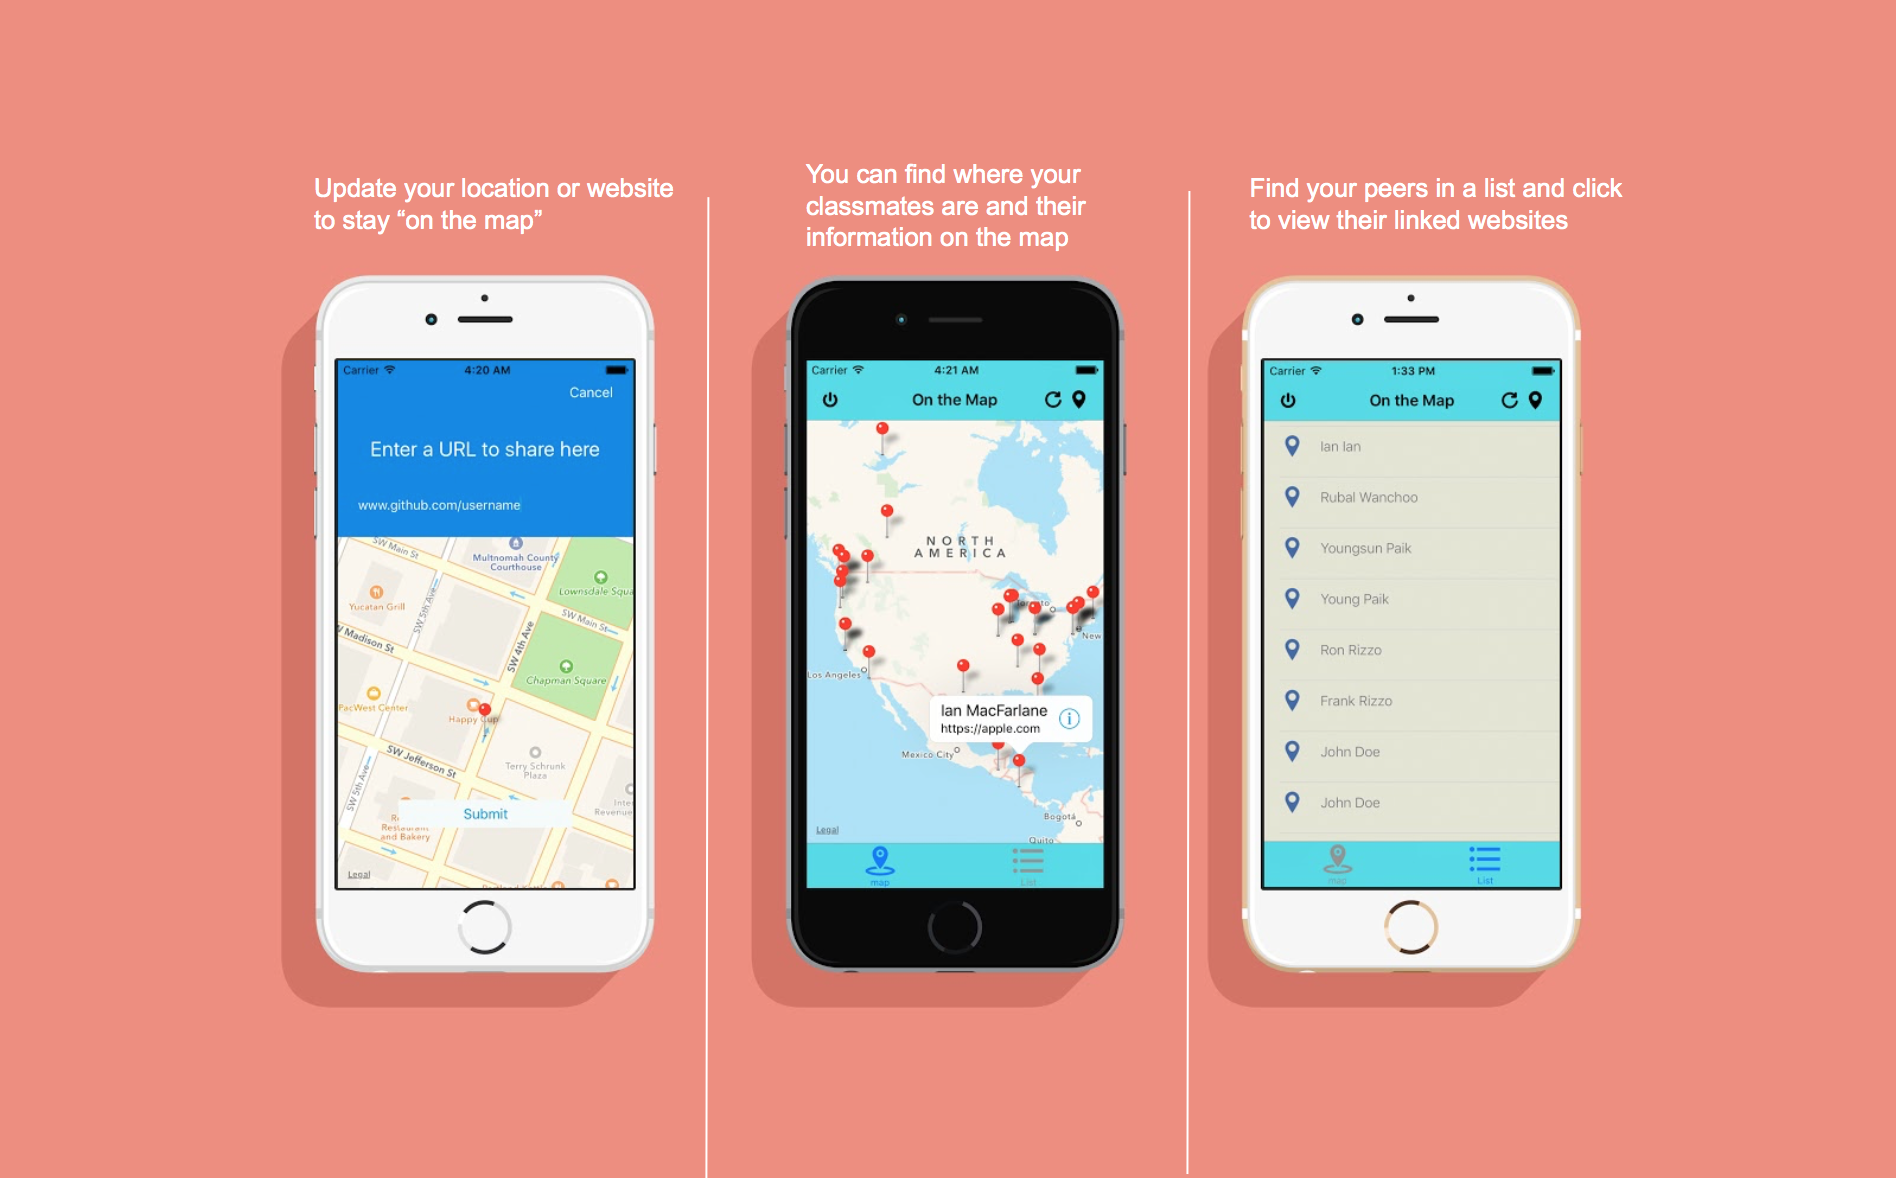 Update your location or website
to stay “on the map”
You can find where your
classmates are and their
information on the map
Find your peers in a list and click
to view their linked websites
Carrier
4:20 AM
Cancel
Enter a URL to share here
www.github.com/username
SW Main St
Multnomah County
Courthouse
Lownsdale Squa
Yucatan Grill
SW 5th Ave
SW Main St
W Madison St
SW 4th Ave
Chapman Square
PacWest Center
Happy Cup
SW Jefferson St
Terry Schrunk
Plaza
SW 5th Ave
Inte
Revenue
Submit
Restaurant
and Bakery
Legal
Carrier
4:21 AM
On the Map
NORTH
AMERICA
Toronto
New
Los Angeles
Ian MacFarlane
https://apple.com
Mexico City
Bogotá
Legal
Quito
map
List
Carrier
1:33 PM
On the Map
Ian Ian
Rubal Wanchoo
Youngsun Paik
Young Paik
Ron Rizzo
Frank Rizzo
John Doe
John Doe
map
List